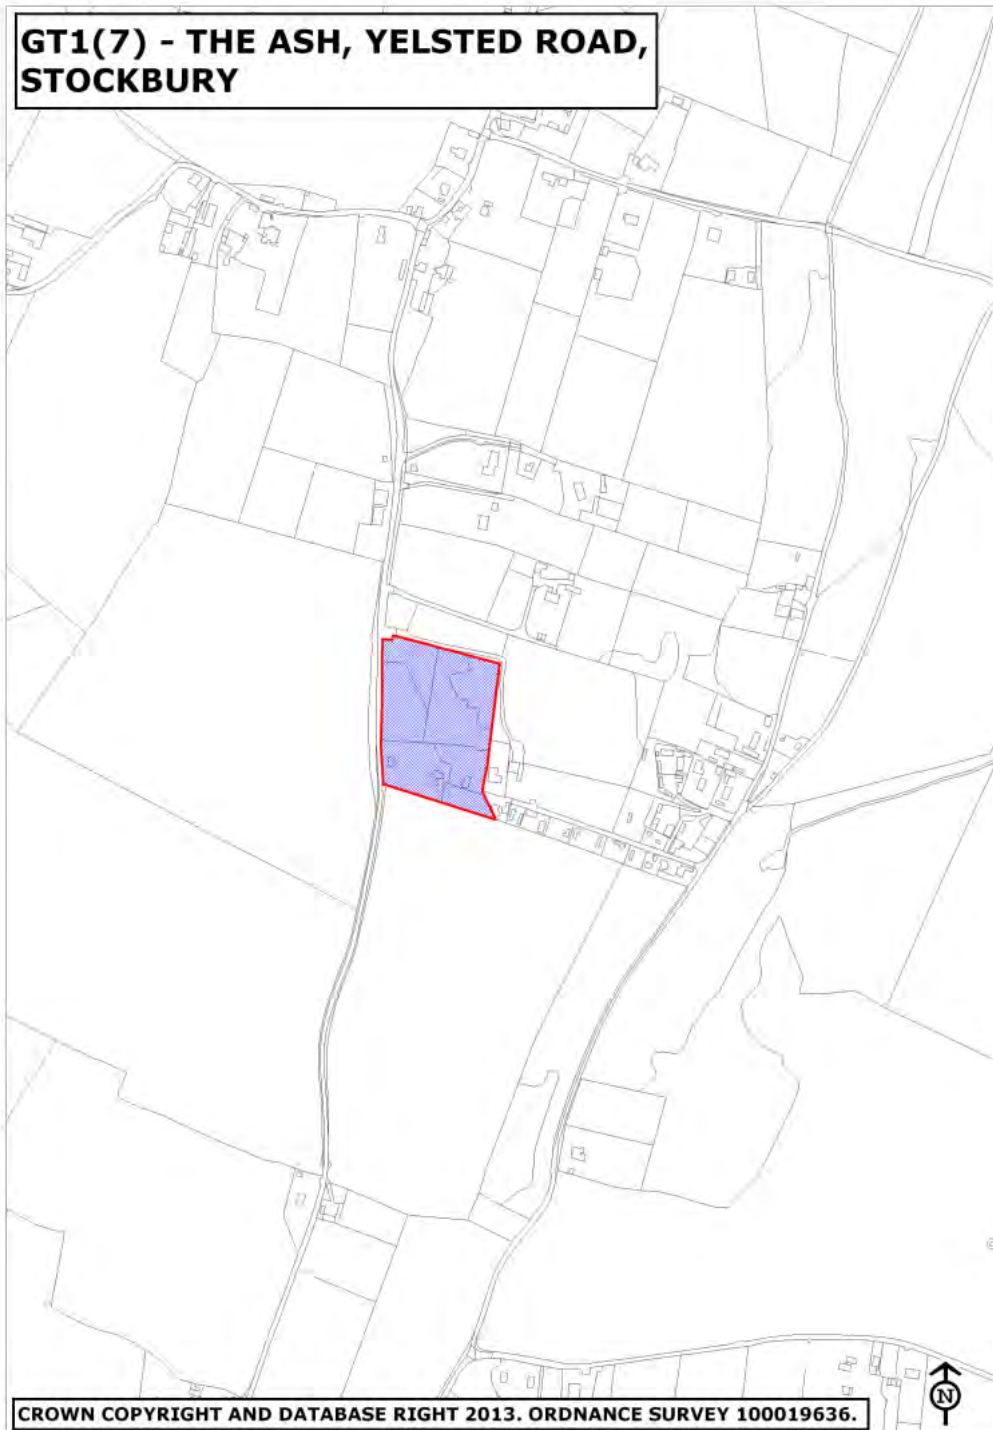 GT1(7) - THE ASH, YELSTED ROAD,
STOCKBURY
N
CROWN COPYRIGHT AND DATABASE RIGHT 2013. ORDNANCE SURVEY 100019636.